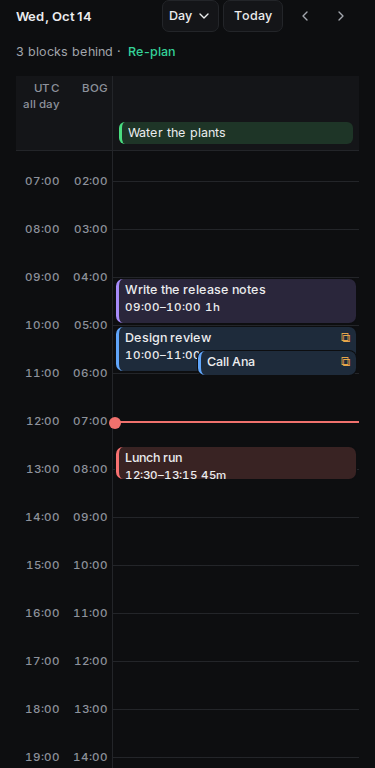 Wed, Oct 14 Day Today
3 blocks behind · Re-plan
UTC BOG
all day
Water the plants
07:00 02:00
08:00 03:00
09:00 04:00
Write the release notes
09:00–10:00 1h
10:00 05:00
Design review
10:00–11:00
Call Ana
11:00 06:00
12:00 07:00
Lunch run
12:30–13:15 45m
13:00 08:00
14:00 09:00
15:00 10:00
16:00 11:00
17:00 12:00
18:00 13:00
19:00 14:00